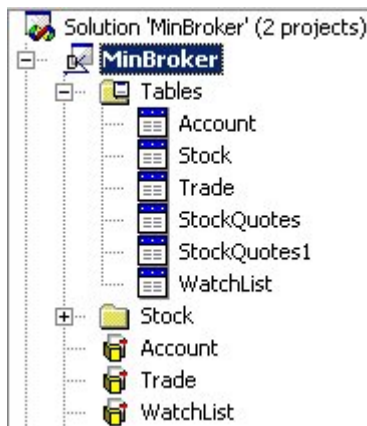 Solution 'MinBroker' (2 projects)
MinBroker
Tables
Account
Stock
Trade
StockQuotes
StockQuotes1
WatchList
Stock
Account
Trade
WatchList